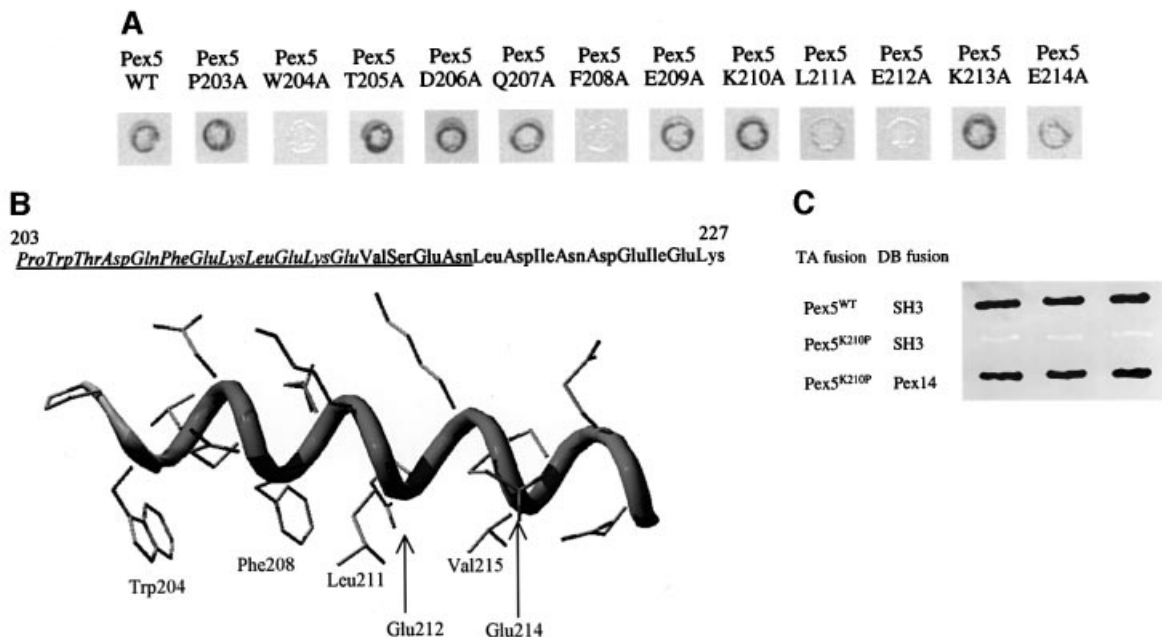 A
Pex5 Pex5 Pex5 Pex5 Pex5 Pex5 Pex5 Pex5 Pex5 Pex5 Pex5 Pex5 Pex5
WT P203A W204A T205A D206A Q207A F208A E209A K210A L211A E212A K213A E214A
B
203 227
ProTrpThrAspGlnPheGluLysLeuGluLysGluValSerGluAsnLeuAspIleAsnAspGluIleGluLys
Trp204
Phe208
Leu211
Val215
Glu212 Glu214
C
TA fusion DB fusion
Pex5WT SH3
Pex5K210P SH3
Pex5K210P Pex14